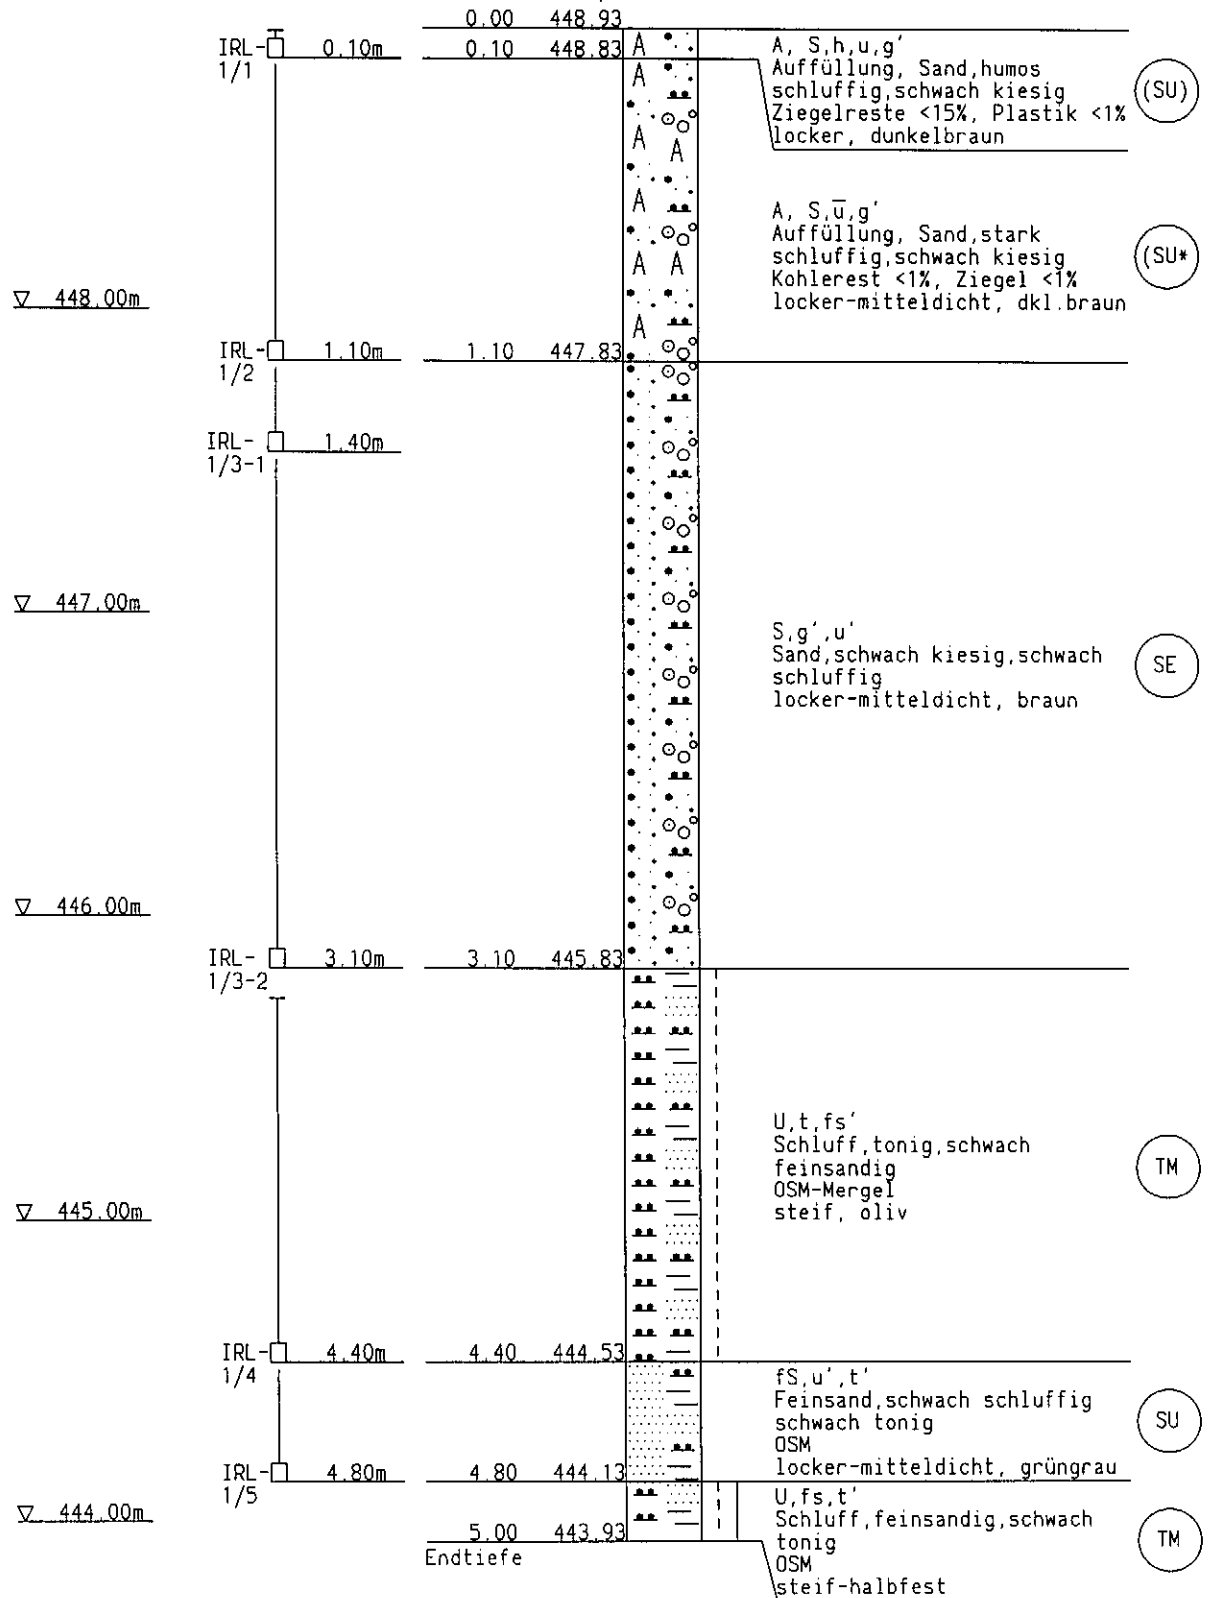 0.00 448.93
IRL-1/1 0.10m 0.10 448.83
A A A A A A A A
A, S,h,u,g'
Auffüllung, Sand,humos
schluffig,schwach kiesig
Ziegelreste <15%, Plastik <1%
locker, dunkelbraun
(SU)
A, S,u̅,g'
Auffüllung, Sand,stark
schluffig,schwach kiesig
Kohlerest <1%, Ziegel <1%
locker-mitteldicht, dkl.braun
(SU*
▽ 448.00m
IRL-1/2 1.10m 1.10 447.83
IRL-1/3-1 1.40m
▽ 447.00m
S,g',u'
Sand,schwach kiesig,schwach
schluffig
locker-mitteldicht, braun
SE
▽ 446.00m
IRL-1/3-2 3.10m 3.10 445.83
U,t,fs'
Schluff,tonig,schwach
feinsandig
OSM-Mergel
steif, oliv
TM
▽ 445.00m
IRL-1/4 4.40m 4.40 444.53
fS,u',t'
Feinsand,schwach schluffig
schwach tonig
OSM
locker-mitteldicht, grüngrau
SU
IRL-1/5 4.80m 4.80 444.13
▽ 444.00m
U,fs,t'
Schluff,feinsandig,schwach
tonig
OSM
steif-halbfest
TM
5.00 443.93
Endtiefe